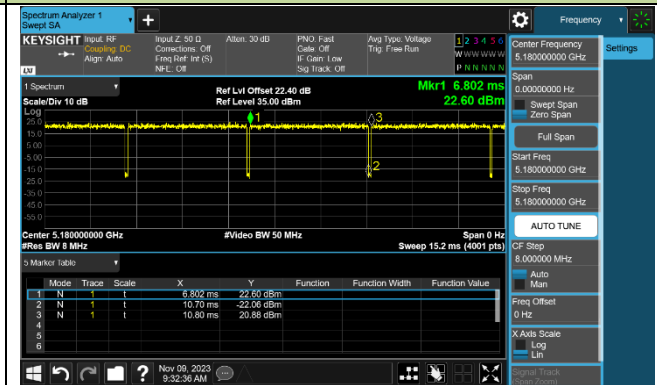 Spectrum Analyzer 1
Swept SA
+
Frequency
KEYSIGHT
Input: RF
Coupling: DC
Align: Auto
Input Z: 50 Ω
Corrections: Off
Freq Ref: Int (S)
NFE: Off
Atten: 30 dB
PNO: Fast
Gate: Off
IF Gain: Low
Sig Track: Off
Avg Type: Voltage
Trig: Free Run
1 2 3 4 5 6
W W W W W W
P N N N N N
LXI
1 Spectrum
Scale/Div 10 dB
Ref Lvl Offset 22.40 dB
Ref Level 35.00 dBm
Mkr1 6.802 ms
22.60 dBm
Log
25.0
15.0
5.00
-5.00
-15.0
-25.0
-35.0
-45.0
-55.0
1
3
2
Center 5.180000000 GHz
#Video BW 50 MHz
Span 0 Hz
#Res BW 8 MHz
Sweep 15.2 ms (4001 pts)
5 Marker Table
Mode Trace Scale X Y Function Function Width Function Value
1 N 1 t 6.802 ms 22.60 dBm
2 N 1 t 10.70 ms -22.06 dBm
3 N 1 t 10.80 ms 20.88 dBm
4
5
6
Nov 09, 2023
9:32:36 AM
?
Center Frequency
5.180000000 GHz
Settings
Span
0.00000000 Hz
Swept Span
Zero Span
Full Span
Start Freq
5.180000000 GHz
Stop Freq
5.180000000 GHz
AUTO TUNE
CF Step
8.000000 MHz
Auto
Man
Freq Offset
0 Hz
X Axis Scale
Log
Lin
Signal Track
(Span Zoom)